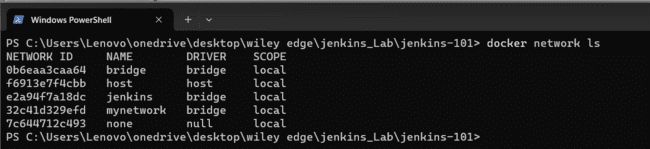 Windows PowerShell
PS C:\Users\Lenovo\onedrive\desktop\wiley edge\jenkins_Lab\jenkins-101> docker network ls
NETWORK ID NAME DRIVER SCOPE
0b6eaa3caa64 bridge bridge local
f6913e7f4cbb host host local
e2a94f7a18dc jenkins bridge local
32c41d329efd mynetwork bridge local
7c644712c493 none null local
PS C:\Users\Lenovo\onedrive\desktop\wiley edge\jenkins_Lab\jenkins-101>